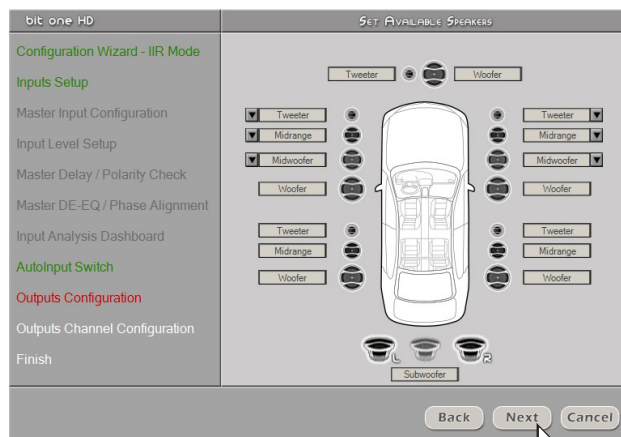 bit one HD
Set Available Speakers
Configuration Wizard - IIR Mode
Inputs Setup
Master Input Configuration
Input Level Setup
Master Delay / Polarity Check
Master DE-EQ / Phase Alignment
Input Analysis Dashboard
AutoInput Switch
Outputs Configuration
Outputs Channel Configuration
Finish
Tweeter Woofer
Tweeter Tweeter
Midrange Midrange
Midwoofer Midwoofer
Woofer Woofer
Tweeter Tweeter
Midrange Midrange
Woofer Woofer
L R
Subwoofer
Back Next Cancel